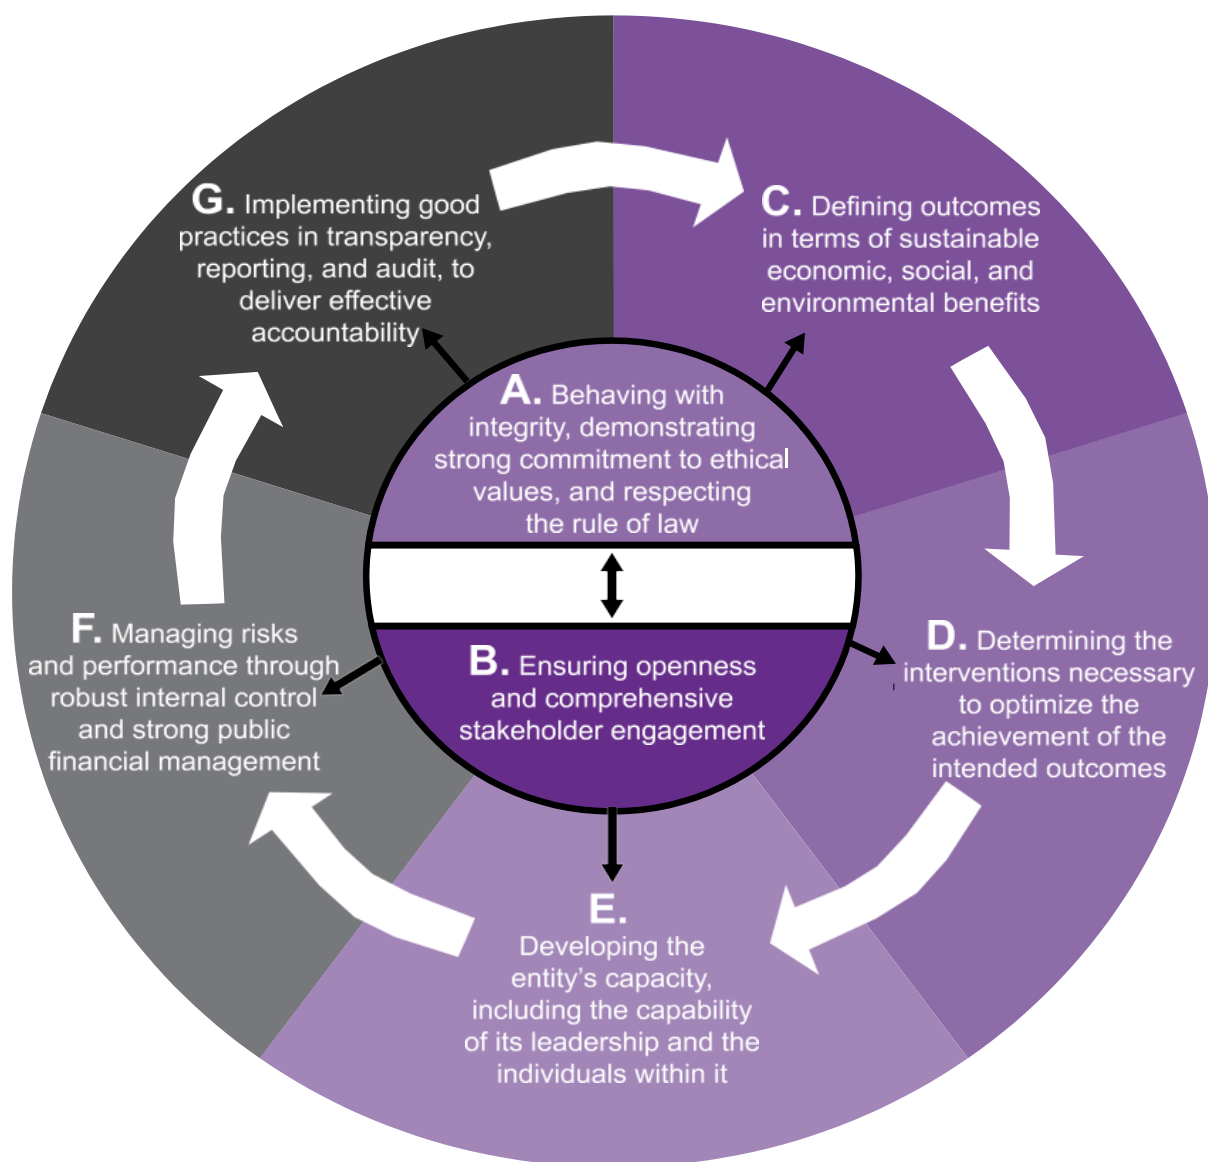 G. Implementing good
practices in transparency,
reporting, and audit, to
deliver effective
accountability
C. Defining outcomes
in terms of sustainable
economic, social, and
environmental benefits
A. Behaving with
integrity, demonstrating
strong commitment to ethical
values, and respecting
the rule of law
F. Managing risks
and performance through
robust internal control
and strong public
financial management
B. Ensuring openness
and comprehensive
stakeholder engagement
D. Determining the
interventions necessary
to optimize the
achievement of the
intended outcomes
E.
Developing the
entity’s capacity,
including the capability
of its leadership and the
individuals within it